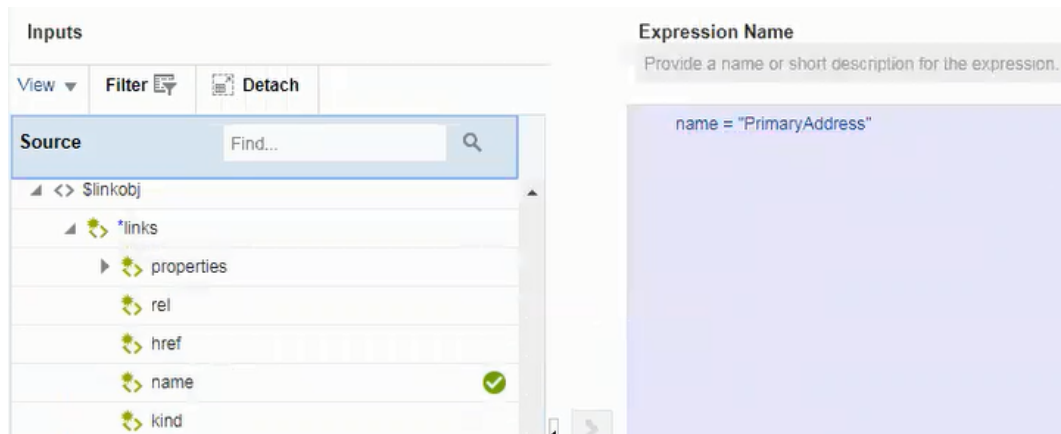 Inputs
Expression Name
Provide a name or short description for the expression.
View
Filter
Detach
name = "PrimaryAddress"
Source
Find...
<> $linkobj
*links
properties
rel
href
name
kind